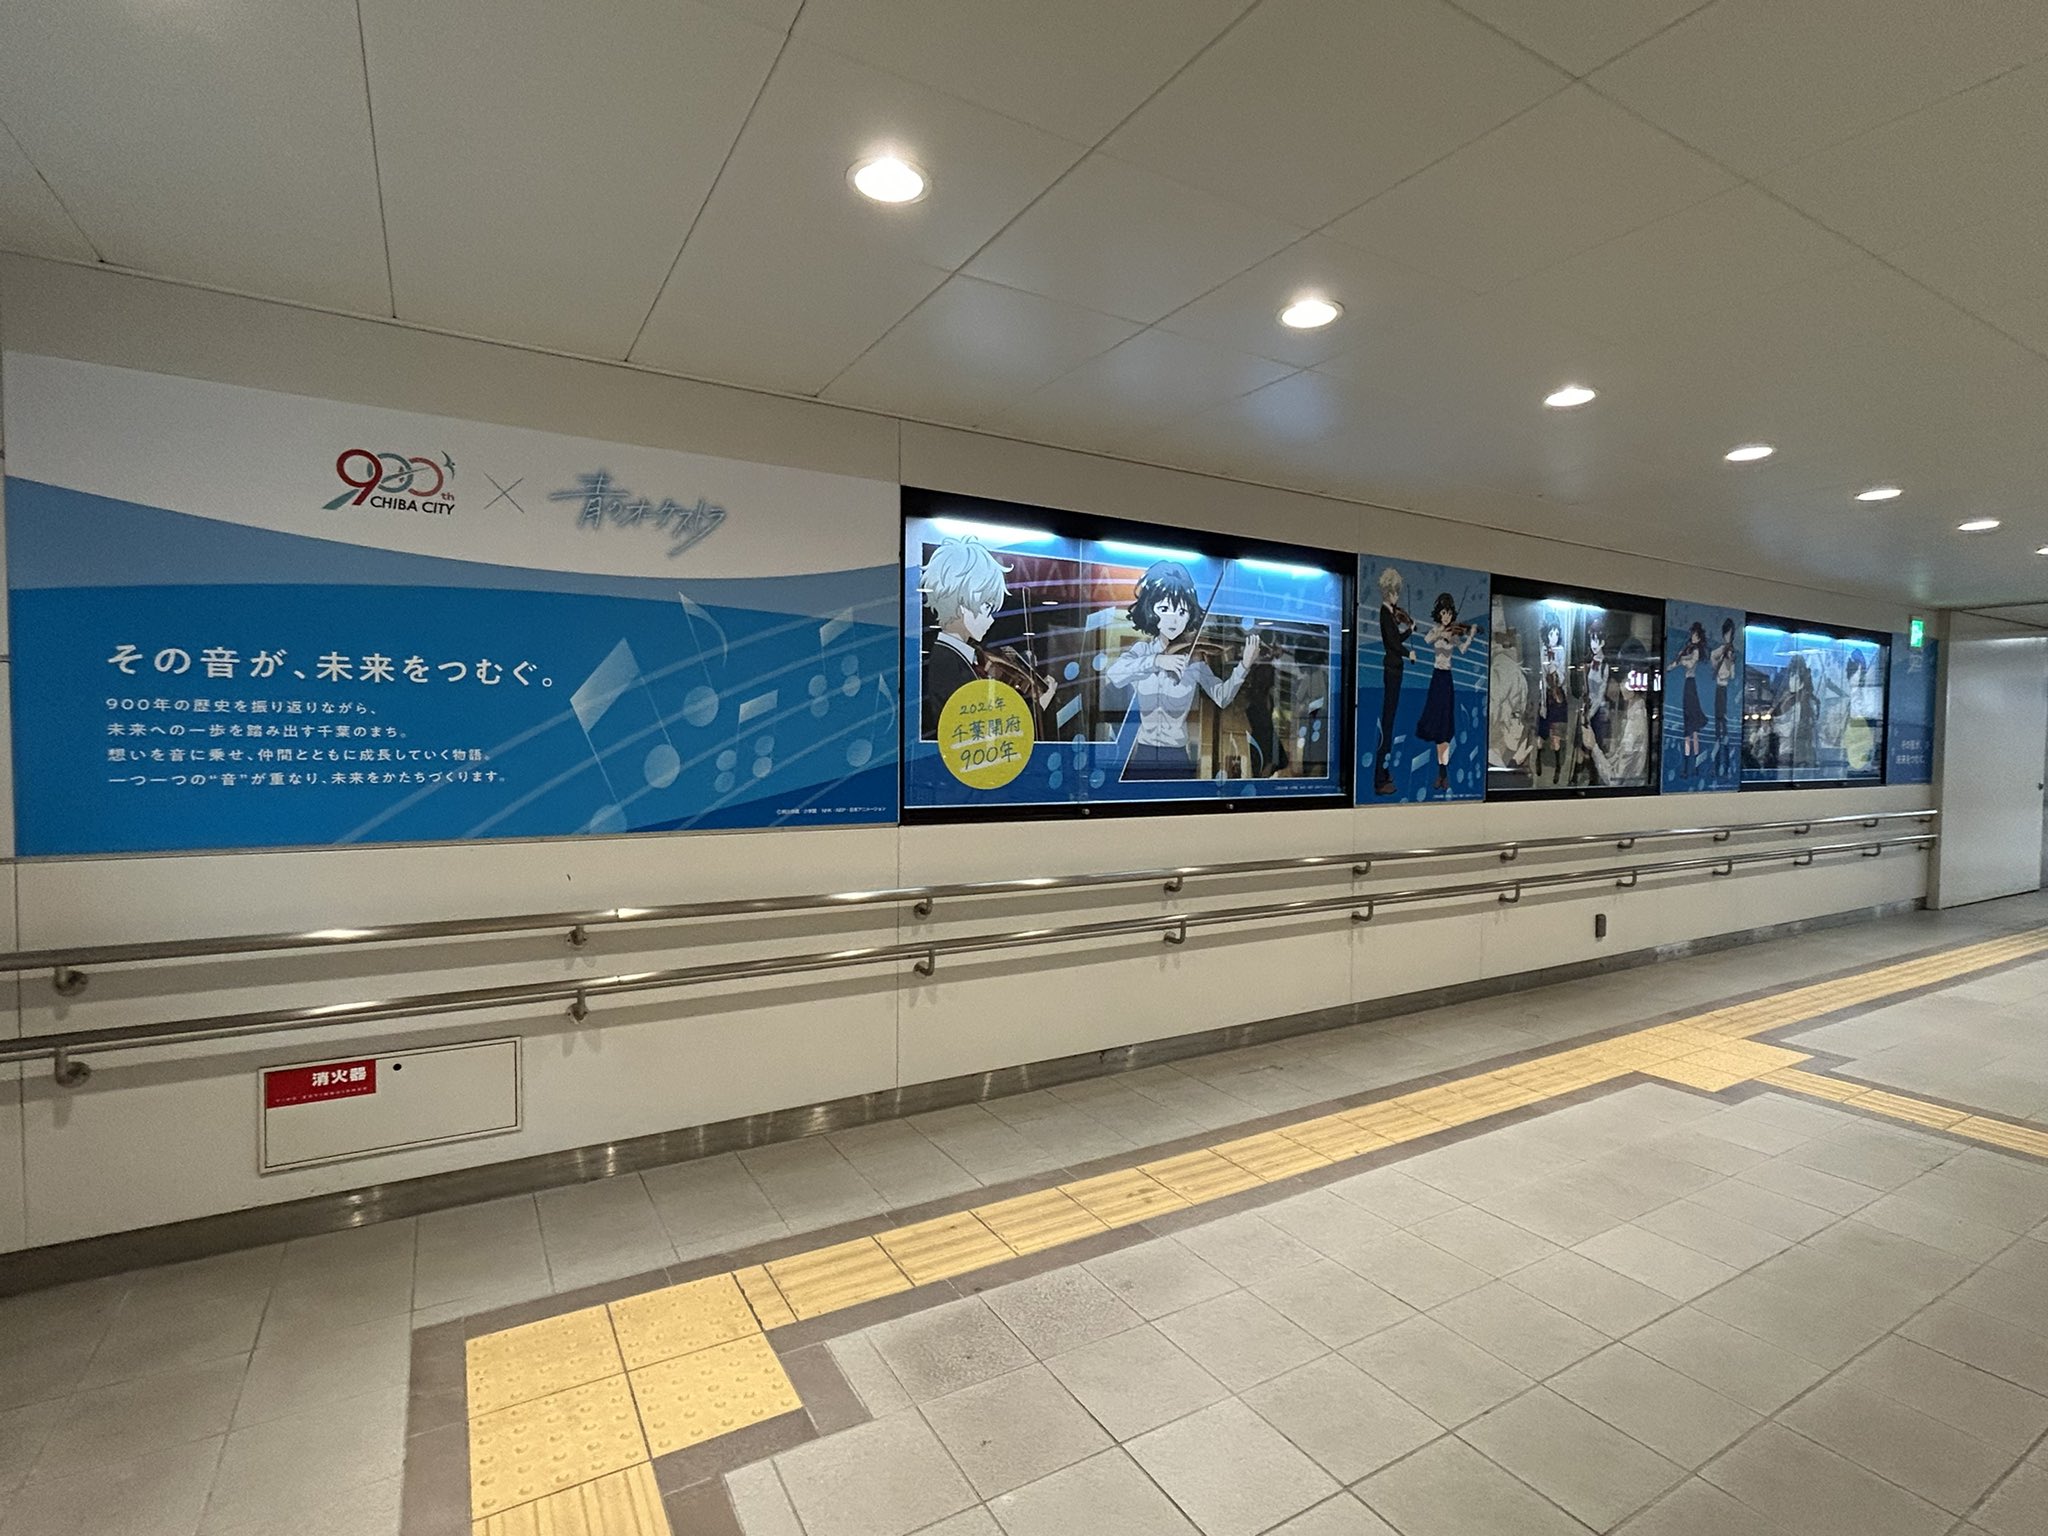 900th
CHIBA CITY
×
青のオーケストラ
その音が、未来をつむぐ。
900年の歴史を振り返りながら、
未来への一歩を踏み出す千葉のまち。
想いを音に乗せ、仲間とともに成長していく物語。
一つ一つの“音”が重なり、未来をかたちづくります。
2026年
千葉開府
900年
消火器